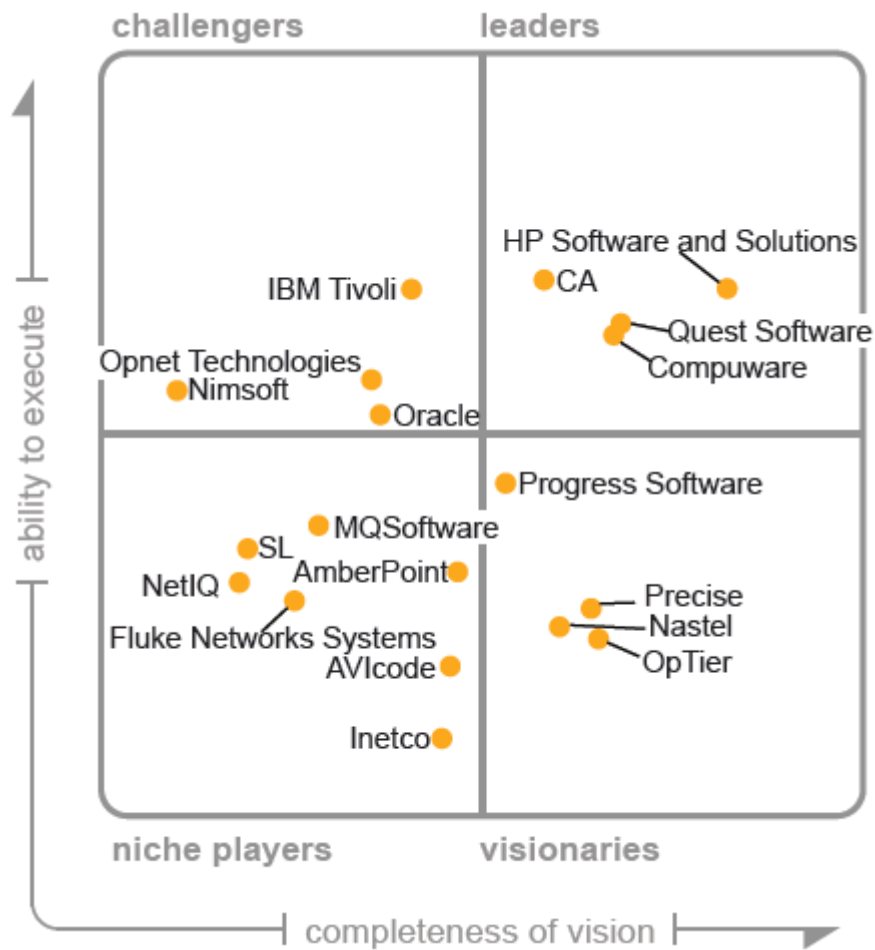 challengers
leaders
HP Software and Solutions
CA
IBM Tivoli
Quest Software
Compuware
Opnet Technologies
Nimsoft
Oracle
ability to execute
Progress Software
MQSoftware
SL
AmberPoint
NetIQ
Precise
Nastel
Fluke Networks Systems
OpTier
AVIcode
Inetco
niche players
visionaries
completeness of vision